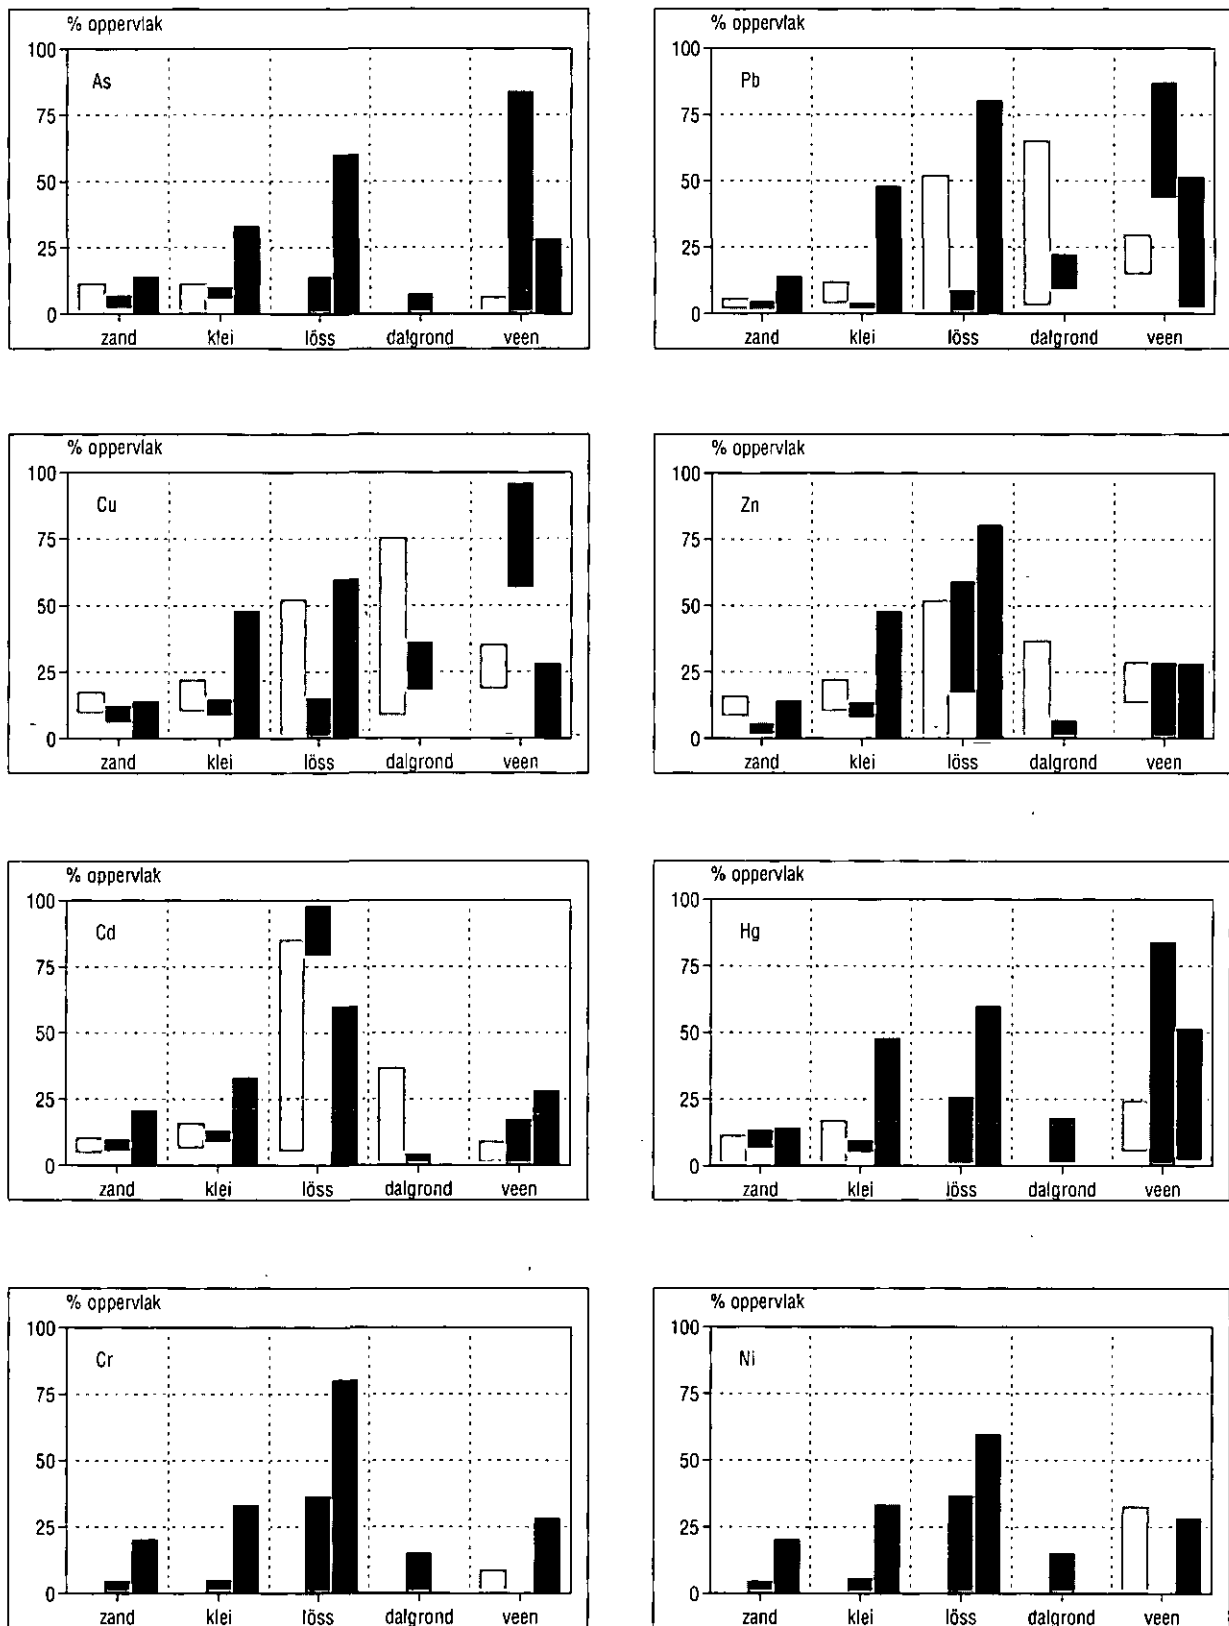 % oppervlak
100
As
75
50
25
0
zand klei löss dalgrond veen
% oppervlak
100
Pb
75
50
25
0
zand klei löss dalgrond veen
% oppervlak
100
Cu
75
50
25
0
zand klei löss dalgrond veen
% oppervlak
100
Zn
75
50
25
0
zand klei löss dalgrond veen
% oppervlak
100
Cd
75
50
25
0
zand klei löss dalgrond veen
% oppervlak
100
Hg
75
50
25
0
zand klei löss dalgrond veen
% oppervlak
100
Cr
75
50
25
0
zand klei löss dalgrond veen
% oppervlak
100
Ni
75
50
25
0
zand klei löss dalgrond veen